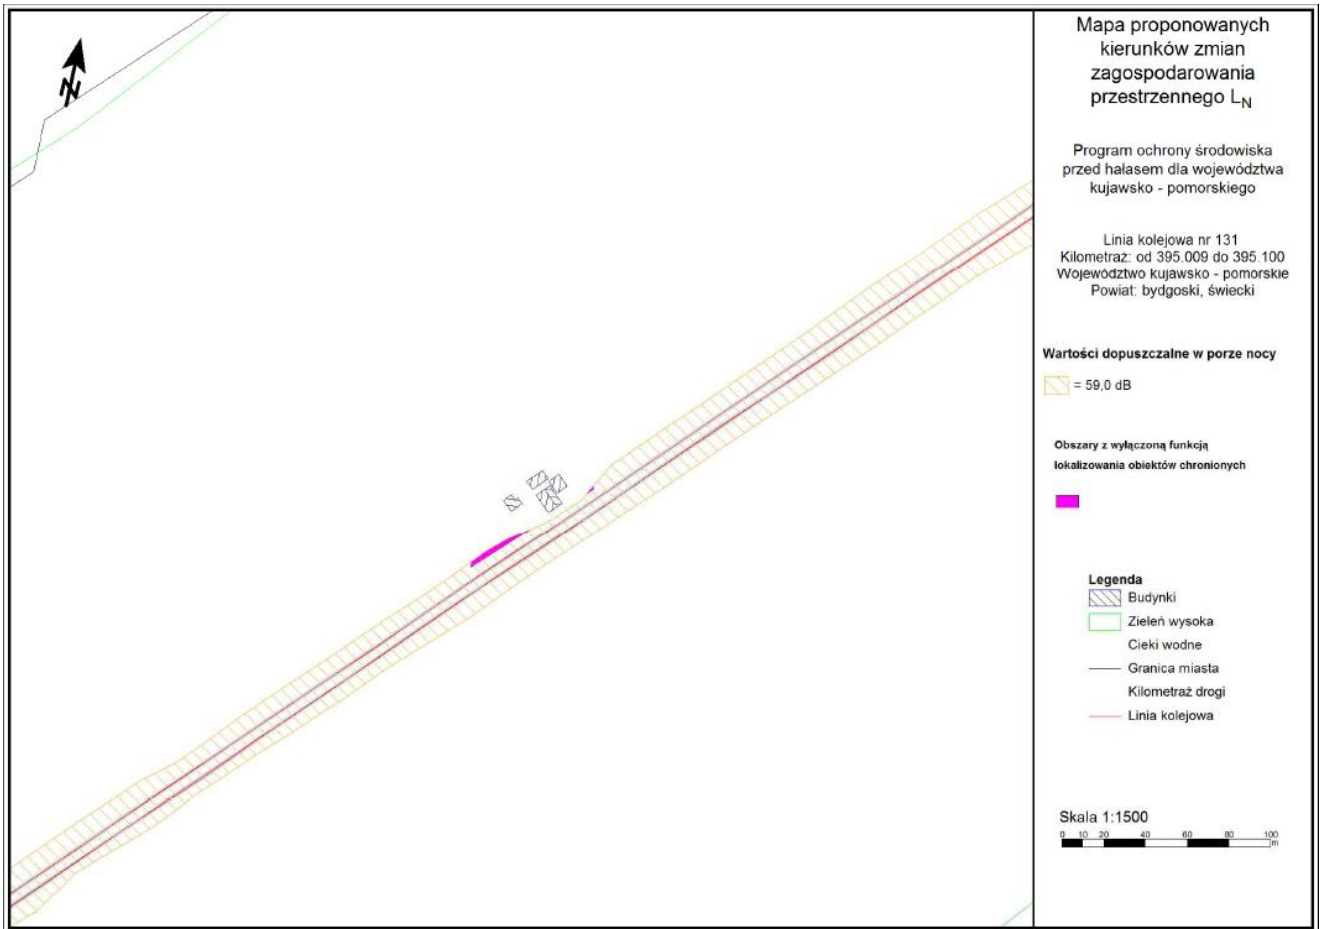 N
Mapa proponowanych
kierunków zmian
zagospodarowania
przestrzennego L_N
Program ochrony środowiska
przed hałasem dla województwa
kujawsko - pomorskiego
Linia kolejowa nr 131
Kilometraż: od 395.009 do 395.100
Województwo kujawsko - pomorskie
Powiat: bydgoski, świecki
Wartości dopuszczalne w porze nocy
= 59,0 dB
Obszary z wyłączoną funkcją
lokalizowania obiektów chronionych
Legenda
Budynki
Zieleń wysoka
Cieki wodne
Granica miasta
Kilometraż drogi
Linia kolejowa
Skala 1:1500
0 10 20 40 60 80 100
m